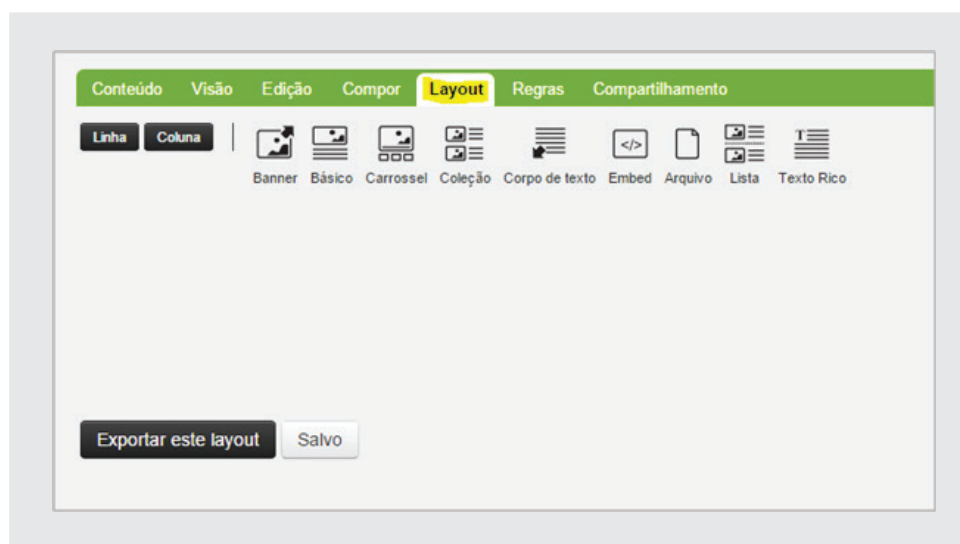 Conteúdo Visão Edição Compor Layout Regras Compartilhamento
Linha Coluna
Banner Básico Carrossel Coleção Corpo de texto Embed Arquivo Lista Texto Rico
Exportar este layout Salvo